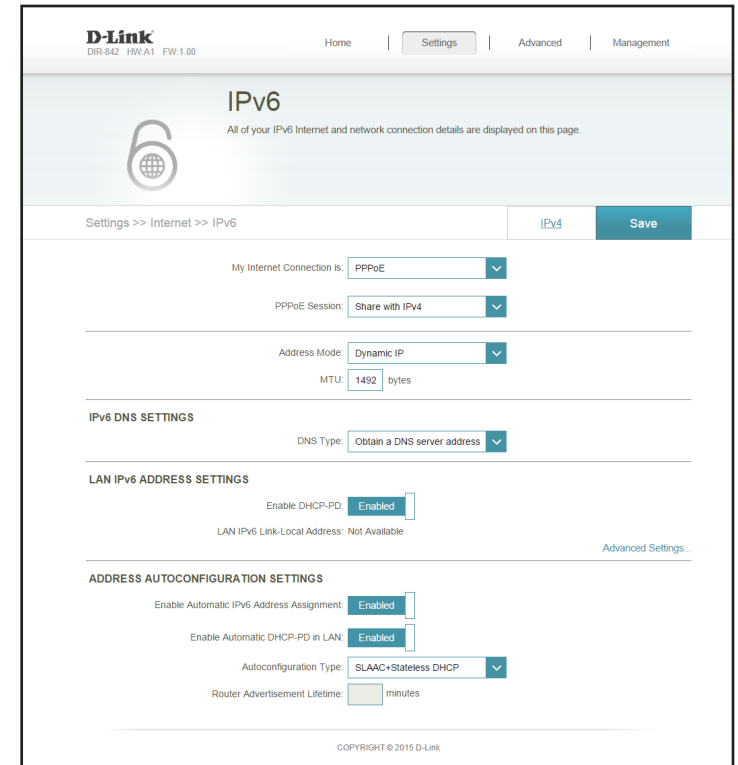 D-Link
DIR-842 HW:A1 FW:1.00
Home Settings Advanced Management
IPv6
All of your IPv6 Internet and network connection details are displayed on this page.
Settings >> Internet >> IPv6 IPv4 Save
My Internet Connection is: PPPoE
PPPoE Session: Share with IPv4
Address Mode: Dynamic IP
MTU: 1492 bytes
IPv6 DNS SETTINGS
DNS Type: Obtain a DNS server address
LAN IPv6 ADDRESS SETTINGS
Enable DHCP-PD: Enabled
LAN IPv6 Link-Local Address: Not Available
Advanced Settings...
ADDRESS AUTOCONFIGURATION SETTINGS
Enable Automatic IPv6 Address Assignment: Enabled
Enable Automatic DHCP-PD in LAN: Enabled
Autoconfiguration Type: SLAAC+Stateless DHCP
Router Advertisement Lifetime: minutes
COPYRIGHT © 2015 D-Link